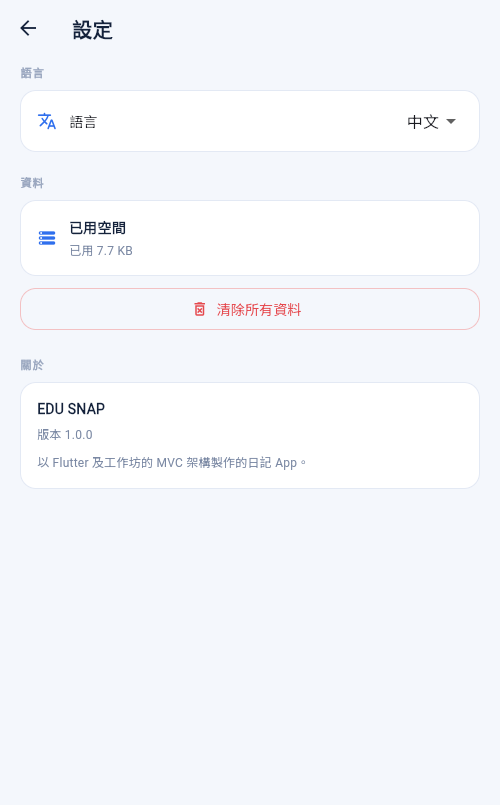 設定
語言
語言 中文
資料
已用空間
已用 7.7 KB
清除所有資料
關於
EDU SNAP
版本 1.0.0
以 Flutter 及工作坊的 MVC 架構製作的日記 App。